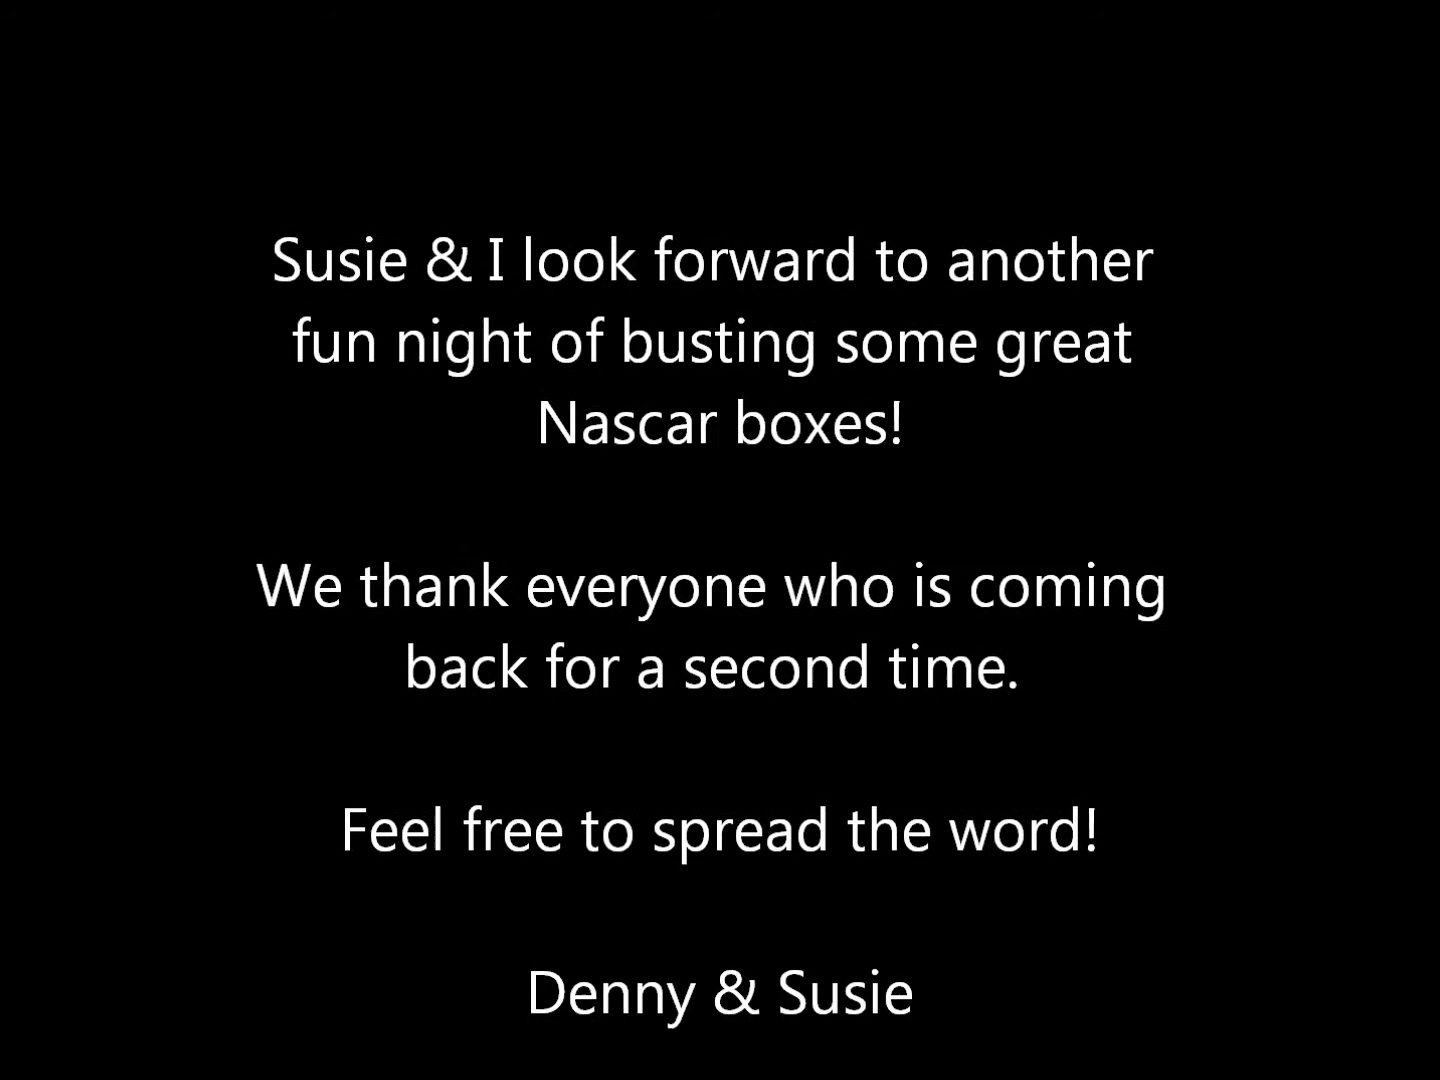 Susie & I look forward to another
fun night of busting some great
Nascar boxes!
We thank everyone who is coming
back for a second time.
Feel free to spread the word!
Denny & Susie